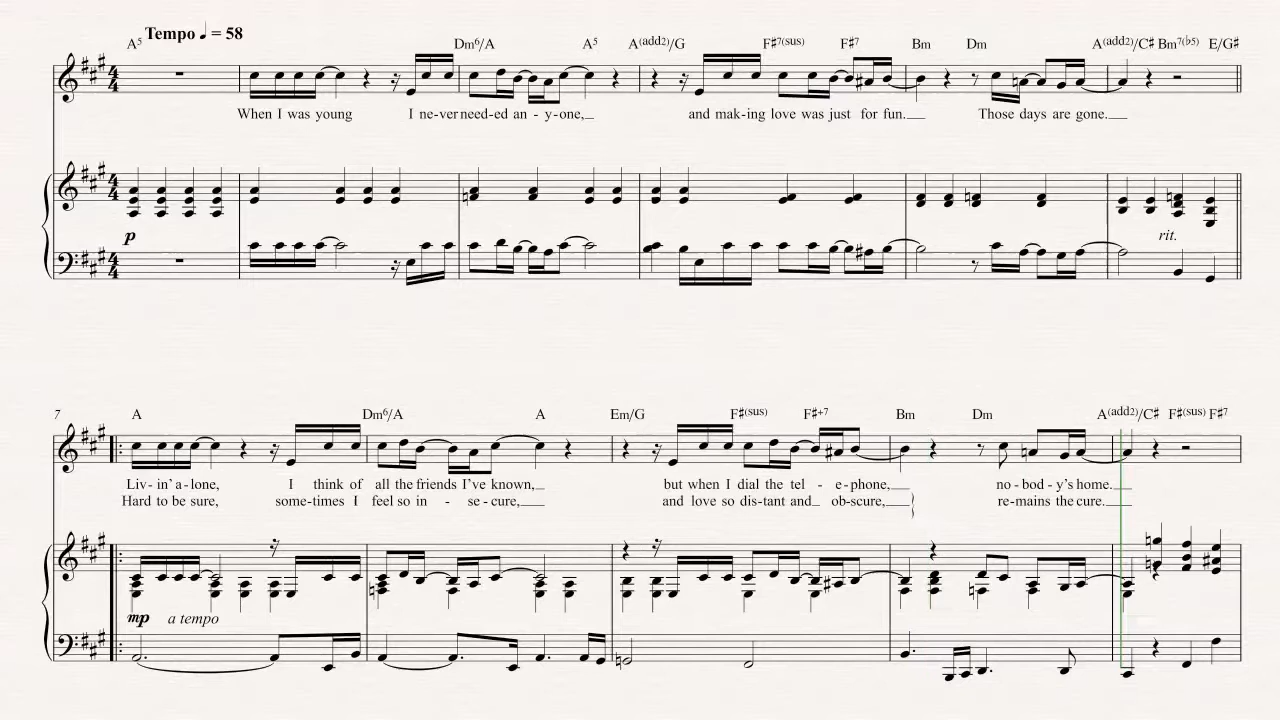 Tempo ♩ = 58
A5 Dm6/A A5 A(add2)/G F♯7(sus) F♯7 Bm Dm A(add2)/C♯ Bm7(♭5) E/G♯
When I was young I ne-ver need-ed an - y-one, and mak-ing love was just for fun. Those days are gone.
p rit.
7 A Dm6/A A Em/G F♯(sus) F♯+7 Bm Dm A(add2)/C♯ F♯(sus) F♯7
Liv-in' a-lone, I think of all the friends I've known, but when I dial the tel - e-phone, no-bod-y's home.
Hard to be sure, some-times I feel so in - se-cure, and love so dis-tant and ob-scure, re-mains the cure.
mp a tempo